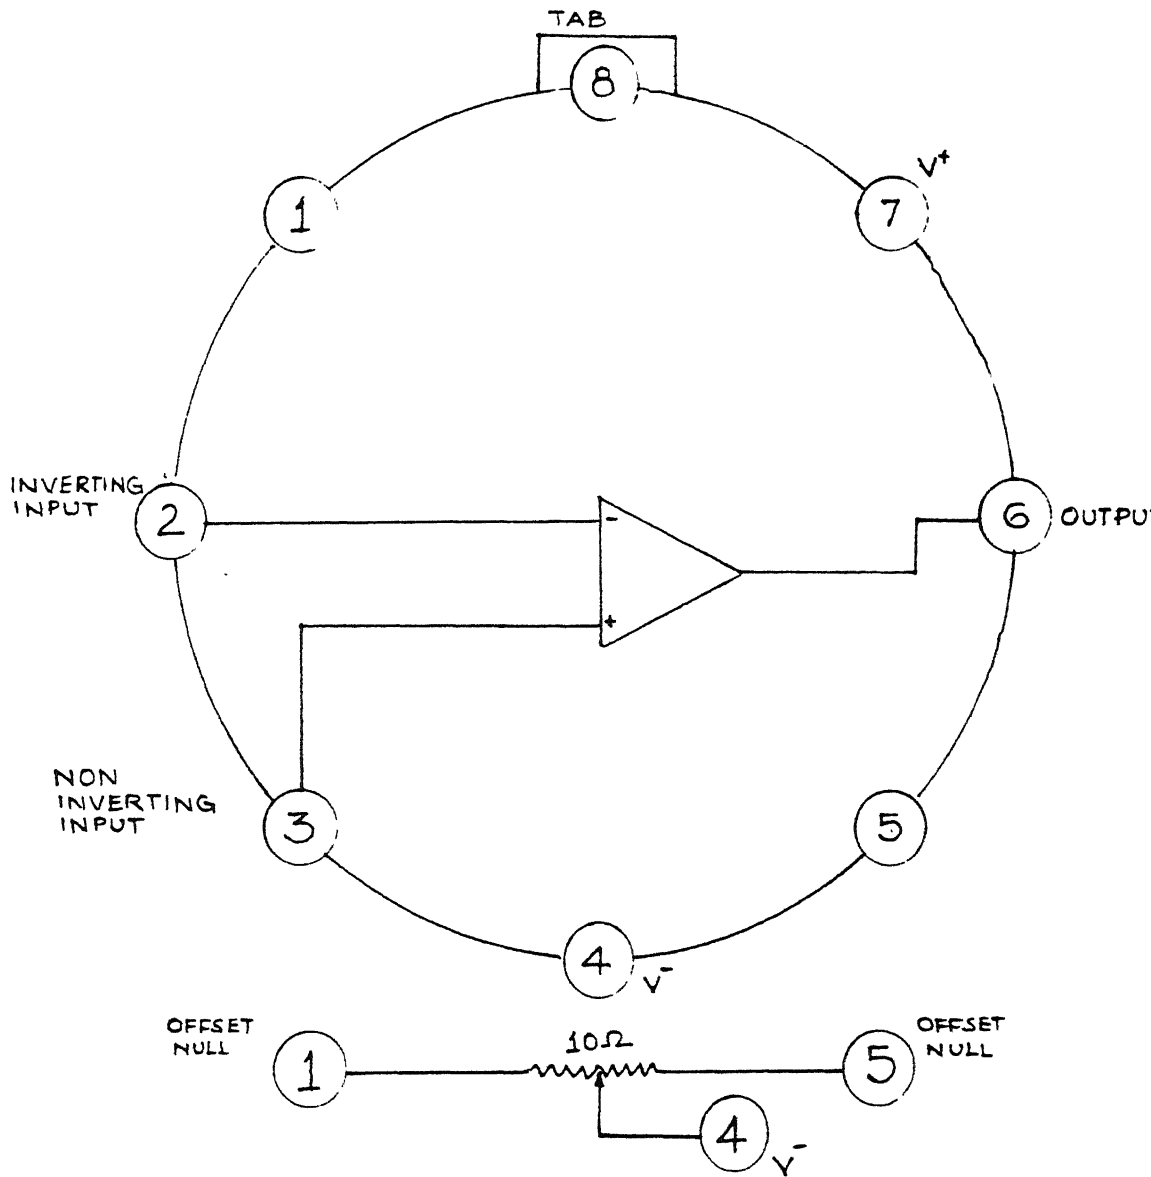 TAB
8
V+
1
7
INVERTING
INPUT
2
-
6
OUTPUT
+
NON
INVERTING
INPUT
3
5
4
V-
OFFSET
NULL
1
10Ω
5
OFFSET
NULL
4
V-